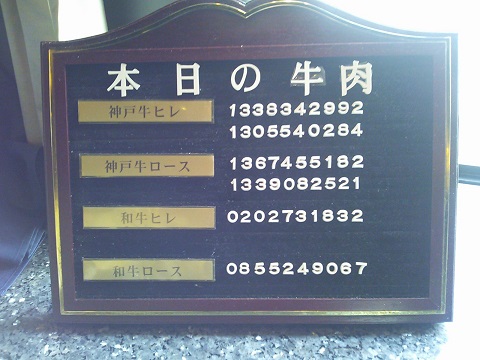 本日の牛肉
神戸牛ヒレ 1338342992
1305540284
神戸牛ロース 1367455182
1339082521
和牛ヒレ 0202731832
和牛ロース 0855249067